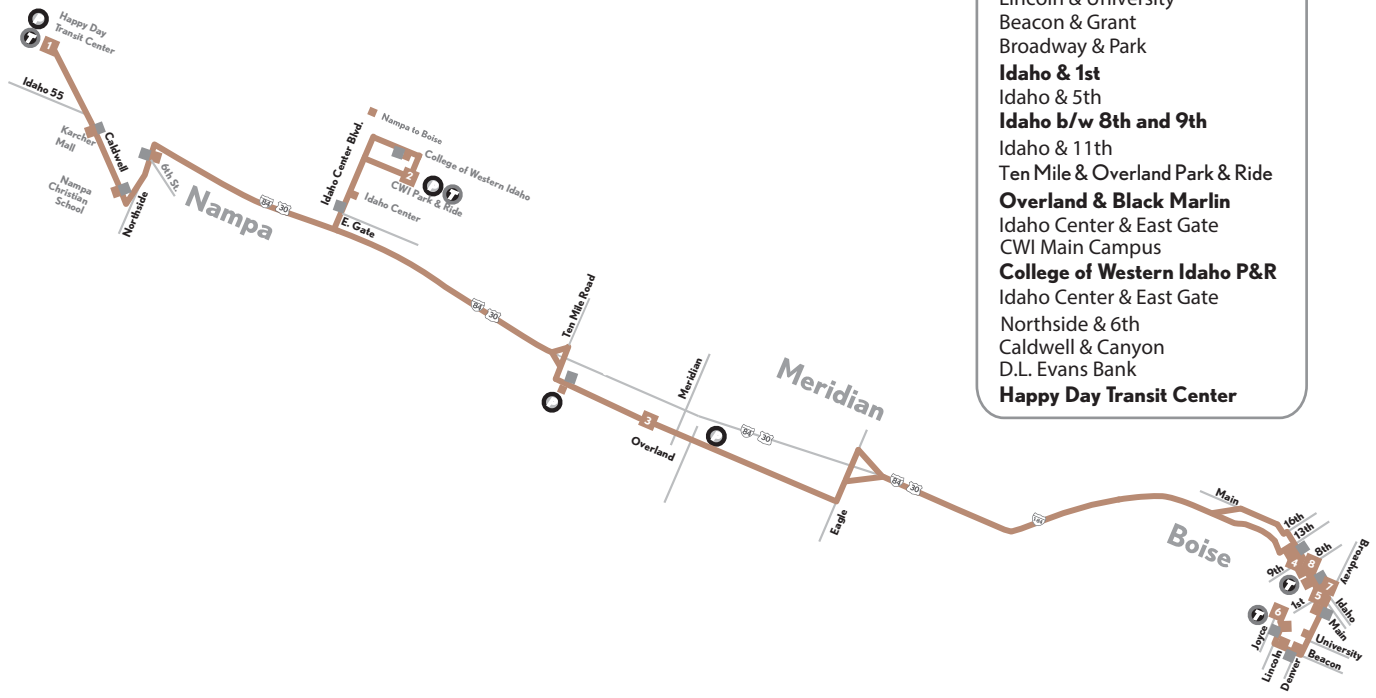 Happy Day
Transit Center
T
1
Idaho 55
Karcher
Mall
Caldwell
Nampa
Christian
School
Northside
6th St.
Nampa
84 30
Idaho Center Blvd.
Nampa to Boise
College of Western Idaho
2
CWI Park & Ride
T
Idaho Center
E. Gate
84 30
Ten Mile Road
Meridian
3
Overland
84 30
Meridian
Eagle
84 30
184
Main
Boise
16th
13th
8th
9th
4
8
T
Broadway
7
5
1st
Idaho
Main
6
T
Joyce
University
Lincoln
Denver
Beacon
Lincoln & University
Beacon & Grant
Broadway & Park
Idaho & 1st
Idaho & 5th
Idaho b/w 8th and 9th
Idaho & 11th
Ten Mile & Overland Park & Ride
Overland & Black Marlin
Idaho Center & East Gate
CWI Main Campus
College of Western Idaho P&R
Idaho Center & East Gate
Northside & 6th
Caldwell & Canyon
D.L. Evans Bank
Happy Day Transit Center